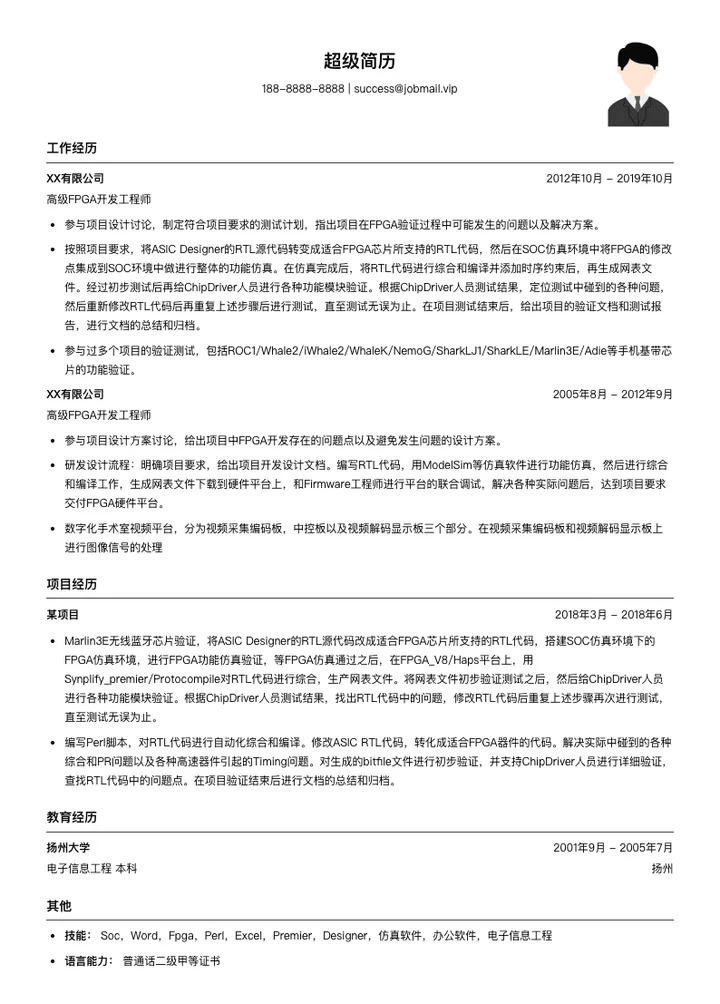 超级简历
188-8888-8888 | success@jobmail.vip
工作经历
XX有限公司 2012年10月 – 2019年10月
高级FPGA开发工程师
• 参与项目设计讨论，制定符合项目要求的测试计划，指出项目在FPGA验证过程中可能发生的问题以及解决方案。
• 按照项目要求，将ASIC Designer的RTL源代码转变成适合FPGA芯片所支持的RTL代码，然后在SOC仿真环境中将FPGA的修改
点集成到SOC环境中做进行整体的功能仿真。在仿真完成后，将RTL代码进行综合和编译并添加时序约束后，再生成网表文
件。经过初步测试后再给ChipDriver人员进行各种功能模块验证。根据ChipDriver人员测试结果，定位测试中碰到的各种问题，
然后重新修改RTL代码后再重复上述步骤后进行测试，直至测试无误为止。在项目测试结束后，给出项目的验证文档和测试报
告，进行文档的总结和归档。
• 参与过多个项目的验证测试，包括ROC1/Whale2/iWhale2/WhaleK/NemoG/SharkLJ1/SharkLE/Marlin3E/Adie等手机基带芯
片的功能验证。
XX有限公司 2005年8月 – 2012年9月
高级FPGA开发工程师
• 参与项目设计方案讨论，给出项目中FPGA开发存在的问题点以及避免发生问题的设计方案。
• 研发设计流程：明确项目要求，给出项目开发设计文档。编写RTL代码，用ModelSim等仿真软件进行功能仿真，然后进行综合
和编译工作，生成网表文件下载到硬件平台上，和Firmware工程师进行平台的联合调试，解决各种实际问题后，达到项目要求
交付FPGA硬件平台。
• 数字化手术室视频平台，分为视频采集编码板，中控板以及视频解码显示板三个部分。在视频采集编码板和视频解码显示板上
进行图像信号的处理
项目经历
某项目 2018年3月 – 2018年6月
• Marlin3E无线蓝牙芯片验证，将ASIC Designer的RTL源代码改成适合FPGA芯片所支持的RTL代码，搭建SOC仿真环境下的
FPGA仿真环境，进行FPGA功能仿真验证，等FPGA仿真通过之后，在FPGA_V8/Haps平台上，用
Synplify_premier/Protocompile对RTL代码进行综合，生产网表文件。将网表文件初步验证测试之后，然后给ChipDriver人员
进行各种功能模块验证。根据ChipDriver人员测试结果，找出RTL代码中的问题，修改RTL代码后重复上述步骤再次进行测试，
直至测试无误为止。
• 编写Perl脚本，对RTL代码进行自动化综合和编译。修改ASIC RTL代码，转化成适合FPGA器件的代码。解决实际中碰到的各种
综合和PR问题以及各种高速器件引起的Timing问题。对生成的bitfile文件进行初步验证，并支持ChipDriver人员进行详细验证，
查找RTL代码中的问题点。在项目验证结束后进行文档的总结和归档。
教育经历
扬州大学 2001年9月 – 2005年7月
电子信息工程 本科 扬州
其他
• 技能： Soc，Word，Fpga，Perl，Excel，Premier，Designer，仿真软件，办公软件，电子信息工程
• 语言能力： 普通话二级甲等证书